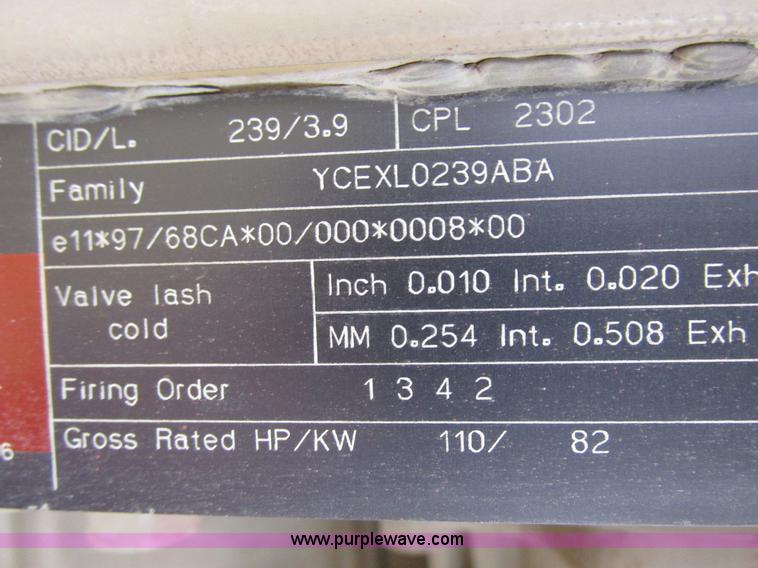 CID/L. 239/3.9 CPL 2302
Family YCEXL0239ABA
e11*97/68CA*00/000*0008*00
Valve lash cold
Inch 0.010 Int. 0.020 Exh
MM 0.254 Int. 0.508 Exh
Firing Order 1 3 4 2
Gross Rated HP/KW 110/ 82
6
www.purplewave.com